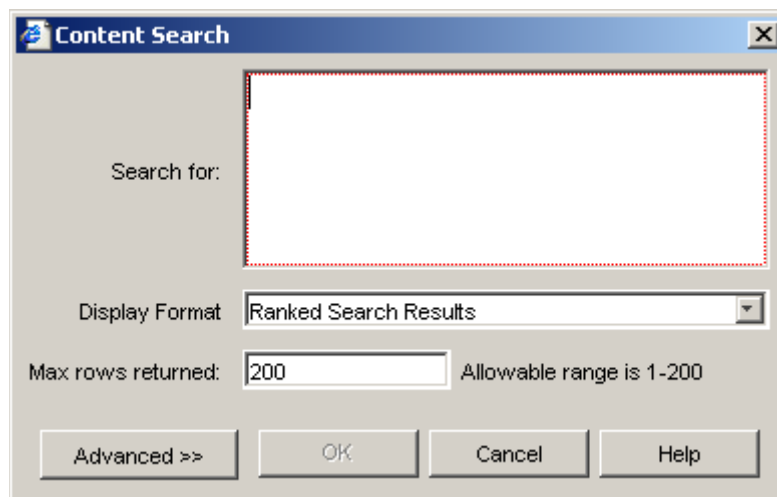 Content Search
Search for:
Display Format Ranked Search Results
Max rows returned: 200 Allowable range is 1-200
Advanced >> OK Cancel Help